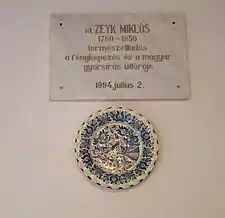 id. ZEYK MIKLÓS
1780-1850
természettudós
a fényképezés és a magyar
gyorsírás úttörője
1994. július 2.